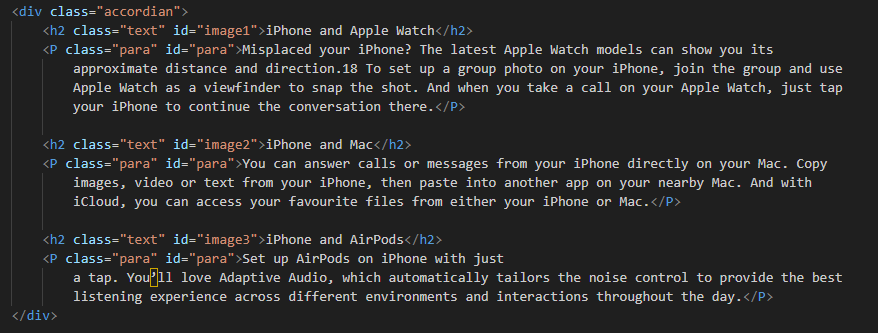 <div class="accordian">
<h2 class="text" id="image1">iPhone and Apple Watch</h2>
<P class="para" id="para">Misplaced your iPhone? The latest Apple Watch models can show you its
approximate distance and direction.18 To set up a group photo on your iPhone, join the group and use
Apple Watch as a viewfinder to snap the shot. And when you take a call on your Apple Watch, just tap
your iPhone to continue the conversation there.</P>
<h2 class="text" id="image2">iPhone and Mac</h2>
<P class="para" id="para">You can answer calls or messages from your iPhone directly on your Mac. Copy
images, video or text from your iPhone, then paste into another app on your nearby Mac. And with
iCloud, you can access your favourite files from either your iPhone or Mac.</P>
<h2 class="text" id="image3">iPhone and AirPods</h2>
<P class="para" id="para">Set up AirPods on iPhone with just
a tap. You’ll love Adaptive Audio, which automatically tailors the noise control to provide the best
listening experience across different environments and interactions throughout the day.</P>
</div>